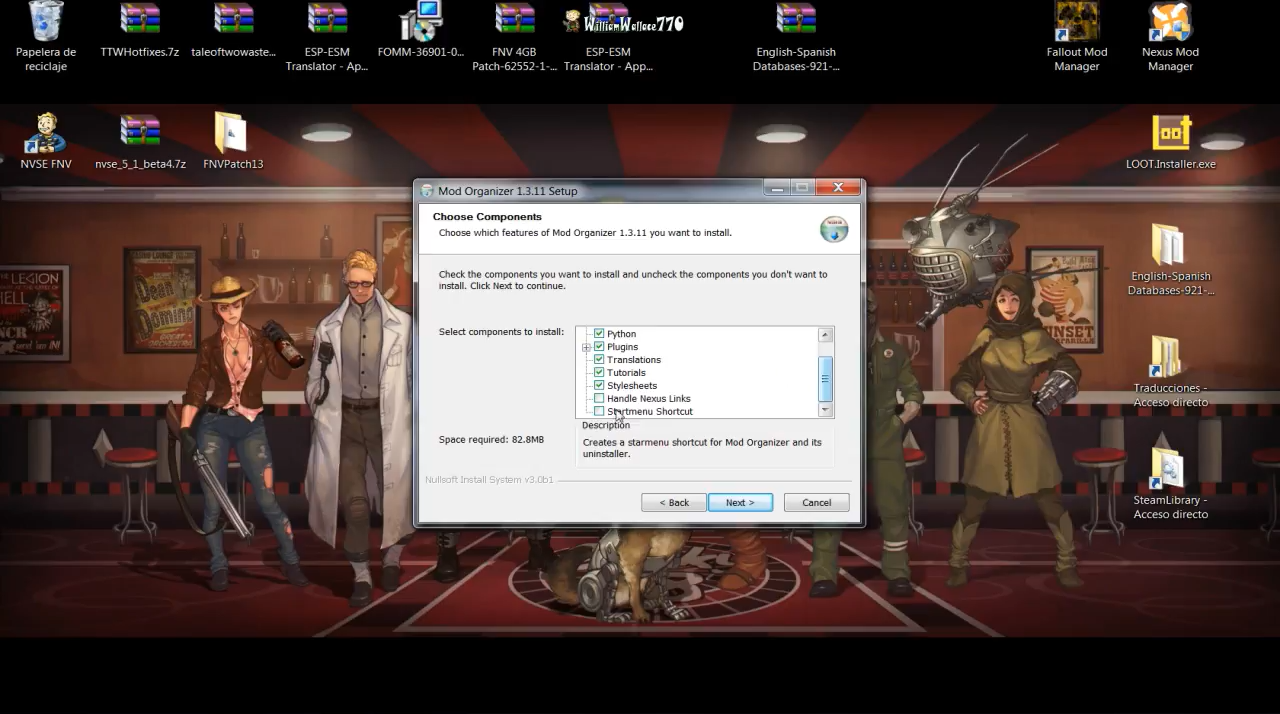 Papelera de
reciclaje
TTWHotfixes.7z
taleoftwowaste...
ESP-ESM
Translator - Ap...
FOMM-36901-0...
FNV 4GB
Patch-62552-1-...
WilliamWallace770
ESP-ESM
Translator - App...
English-Spanish
Databases-921-...
Fallout Mod
Manager
Nexus Mod
Manager
NVSE FNV
nvse_5_1_beta4.7z
FNVPatch13
LOOT.Installer.exe
English-Spanish
Databases-921-...
Traducciones -
Acceso directo
SteamLibrary -
Acceso directo
LEGION
Dean
Domino
Mod Organizer 1.3.11 Setup
Choose Components
Choose which features of Mod Organizer 1.3.11 you want to install.
Check the components you want to install and uncheck the components you don't want to
install. Click Next to continue.
Select components to install:
Python
Plugins
Translations
Tutorials
Stylesheets
Handle Nexus Links
Startmenu Shortcut
Description
Space required: 82.8MB
Creates a starmenu shortcut for Mod Organizer and its
uninstaller.
Nullsoft Install System v3.0b1
< Back
Next >
Cancel